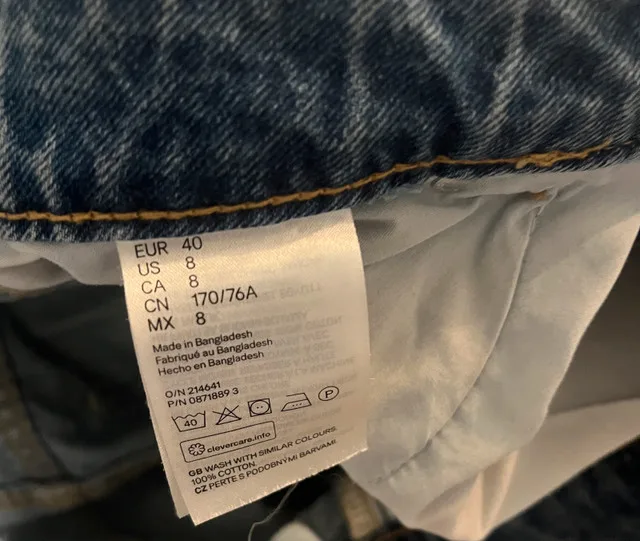 EUR 40
US 8
CA 8
CN 170/76A
MX 8
Made in Bangladesh
Fabriqué au Bangladesh
Hecho en Bangladesh
O/N 214641
P/N 0871889 3
40 P
clevercare.info
GB WASH WITH SIMILAR COLOURS
100% COTTON
CZ PERTE S PODOBNÝMI BARVAMI